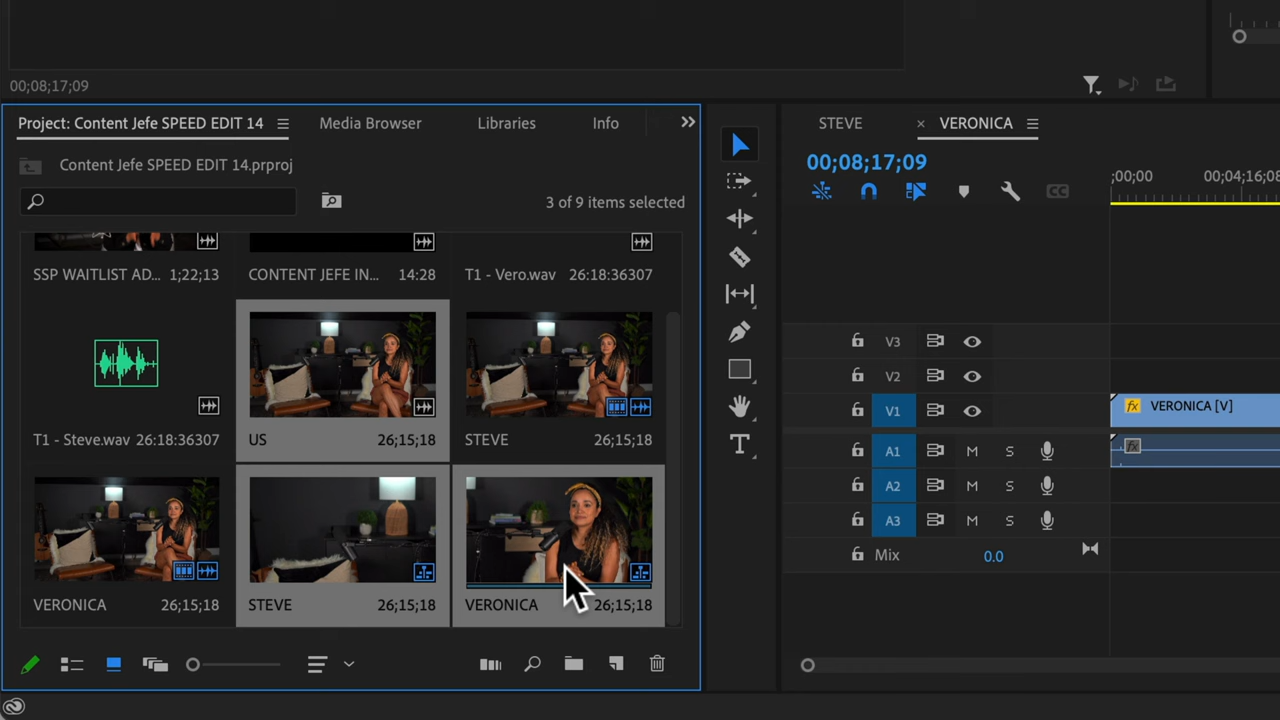 00;08;17;09
Project: Content Jefe SPEED EDIT 14
Media Browser
Libraries
Info
Content Jefe SPEED EDIT 14.prproj
3 of 9 items selected
SSP WAITLIST AD... 1;22;13
CONTENT JEFE IN... 14:28
T1 - Vero.wav 26:18:36307
T1 - Steve.wav 26:18:36307
US 26;15;18
STEVE 26;15;18
VERONICA 26;15;18
STEVE 26;15;18
VERONICA 26;15;18
T
STEVE
× VERONICA
00;08;17;09
CC
;00;00 00;04;16;08
V3
V2
V1
fx VERONICA [V]
A1 M S
fx
A2 M S
A3 M S
Mix 0.0